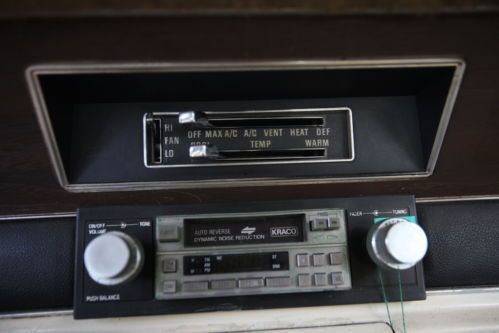 HI
OFF MAX A/C A/C VENT HEAT DEF
FAN
LO
TEMP WARM
ON/OFF
VOLUME
TONE
AUTO REVERSE
DYNAMIC NOISE REDUCTION
KRACO
FADER TUNING
PUSH BALANCE